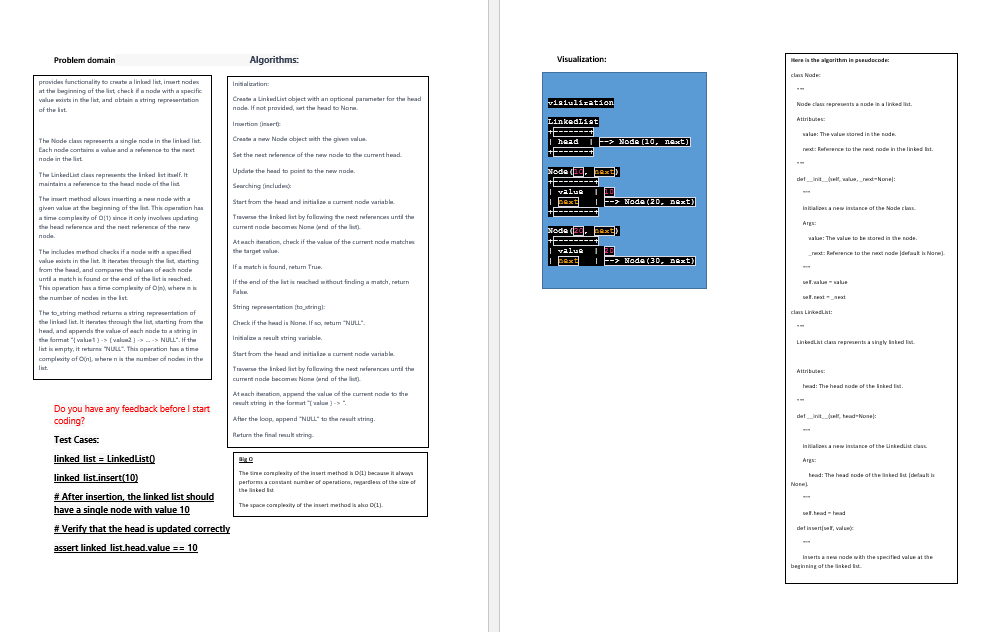 Problem domain
provides functionality to create a linked list, insert nodes
at the beginning of the list, check if a node with a specific
value exists in the list, and obtain a string representation
of the list.
The Node class represents a single node in the linked list.
Each node contains a value and a reference to the next
node in the list.
The LinkedList class represents the linked list itself. It
maintains a reference to the head node of the list.
The insert method allows inserting a new node with a
given value at the beginning of the list. This operation has
a time complexity of O(1) since it only involves updating
the head reference and the next reference of the new
node.
The includes method checks if a node with a specified
value exists in the list. It iterates through the list, starting
from the head, and compares the values of each node
until a match is found or the end of the list is reached.
This operation has a time complexity of O(n), where n is
the number of nodes in the list.
The to_string method returns a string representation of
the linked list. It iterates through the list, starting from the
head, and appends the value of each node to a string in
the format "( value1 ) -> ( value2 ) -> ... -> NULL". If the
list is empty, it returns "NULL". This operation has a time
complexity of O(n), where n is the number of nodes in the
list.
Do you have any feedback before I start
coding?
Test Cases:
linked_list = LinkedList()
linked_list.insert(10)
# After insertion, the linked list should
have a single node with value 10
# Verify that the head is updated correctly
assert linked_list.head.value == 10
Algorithms:
Initialization:
Create a LinkedList object with an optional parameter for the head
node. If not provided, set the head to None.
Insertion (insert):
Create a new Node object with the given value.
Set the next reference of the new node to the current head.
Update the head to point to the new node.
Searching (includes):
Start from the head and initialize a current node variable.
Traverse the linked list by following the next references until the
current node becomes None (end of the list).
At each iteration, check if the value of the current node matches
the target value.
If a match is found, return True.
If the end of the list is reached without finding a match, return
False.
String representation (to_string):
Check if the head is None. If so, return "NULL".
Initialize a result string variable.
Start from the head and initialize a current node variable.
Traverse the linked list by following the next references until the
current node becomes None (end of the list).
At each iteration, append the value of the current node to the
result string in the format "( value ) -> ".
After the loop, append "NULL" to the result string.
Return the final result string.
Big O
The time complexity of the insert method is O(1) because it always
performs a constant number of operations, regardless of the size of
the linked list
The space complexity of the insert method is also O(1).
Visualization:
visiuliration
LinkedList
+-------+
| head | --> Node(10, next)
+-------+
Node(10, next)
+--------+
| value | 10
| next | --> Node(20, next)
+--------+
Node(20, next)
+--------+
| value | 20
| next | --> Node(30, next)
Here is the algorithm in pseudocode:
class Node:
"""
Node class represents a node in a linked list.
Attributes:
value: The value stored in the node.
next: Reference to the next node in the linked list.
"""
def __init__(self, value, _next=None):
"""
Initializes a new instance of the Node class.
Args:
value: The value to be stored in the node.
_next: Reference to the next node (default is None).
"""
self.value = value
self.next = _next
class LinkedList:
"""
LinkedList class represents a singly linked list.
Attributes:
head: The head node of the linked list.
"""
def __init__(self, head=None):
"""
Initializes a new instance of the LinkedList class.
Args:
head: The head node of the linked list (default is
None).
"""
self.head = head
def insert(self, value):
"""
Inserts a new node with the specified value at the
beginning of the linked list.